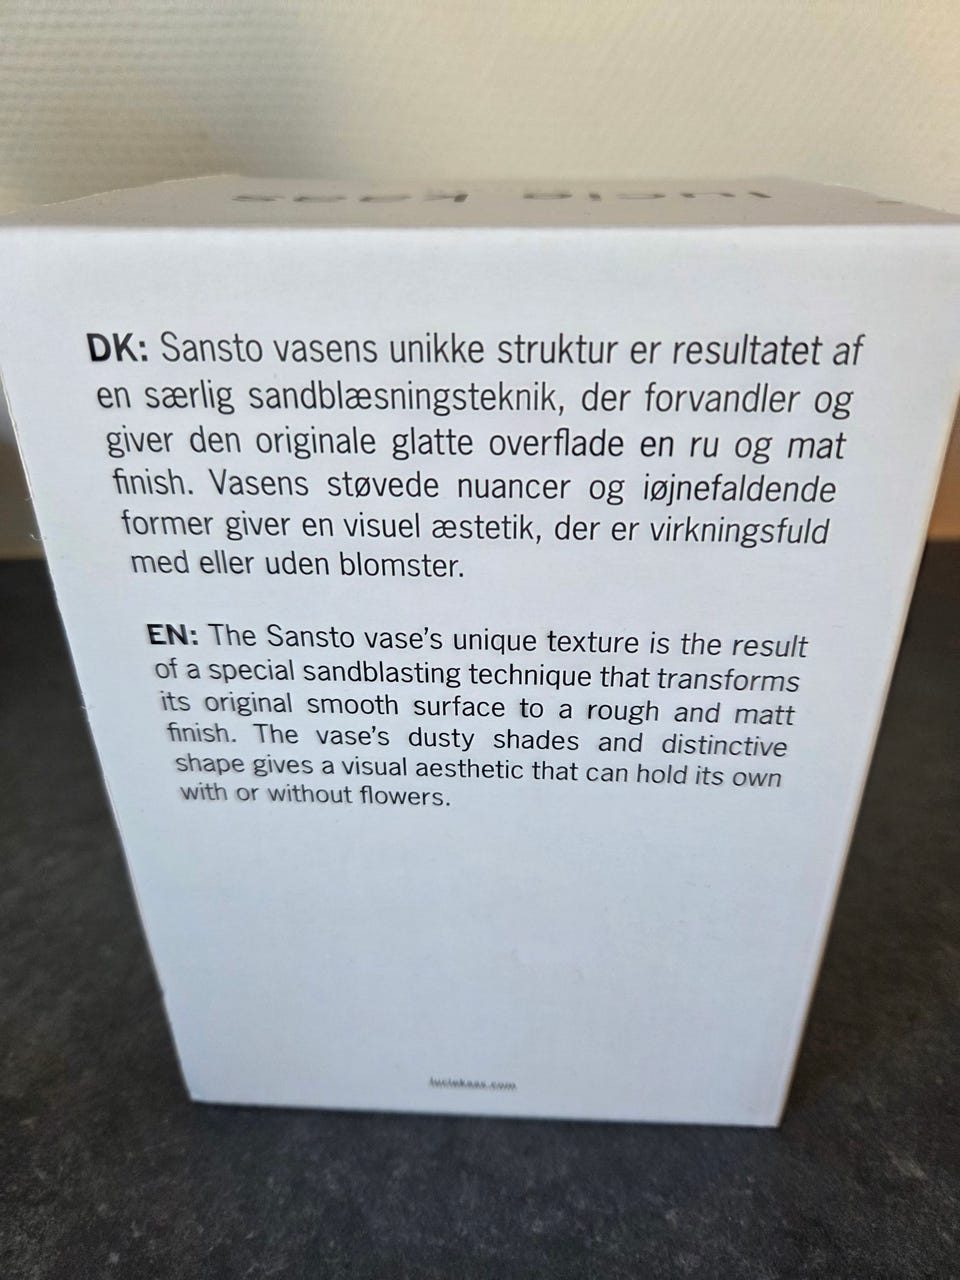 lucie kaas
DK: Sansto vasens unikke struktur er resultatet af
en særlig sandblæsningsteknik, der forvandler og
giver den originale glatte overflade en ru og mat
finish. Vasens støvede nuancer og iøjnefaldende
former giver en visuel æstetik, der er virkningsfuld
med eller uden blomster.
EN: The Sansto vase's unique texture is the result
of a special sandblasting technique that transforms
its original smooth surface to a rough and matt
finish. The vase's dusty shades and distinctive
shape gives a visual aesthetic that can hold its own
with or without flowers.
luciekaas.com